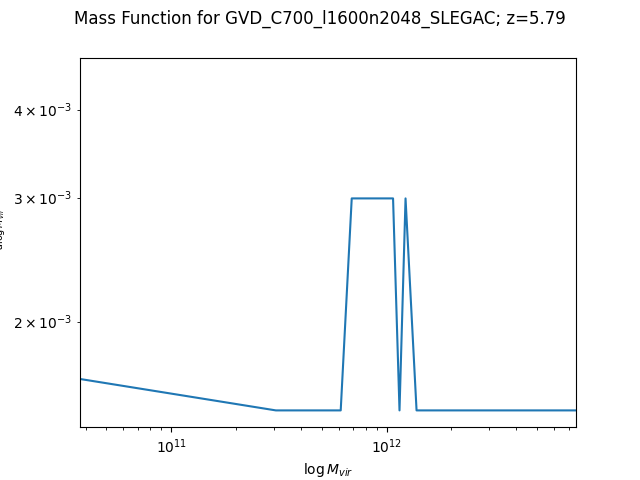 Mass Function for GVD_C700_l1600n2048_SLEGAC; z=5.79
4 × 10⁻³
3 × 10⁻³
2 × 10⁻³
10¹¹
10¹²
log M_vir